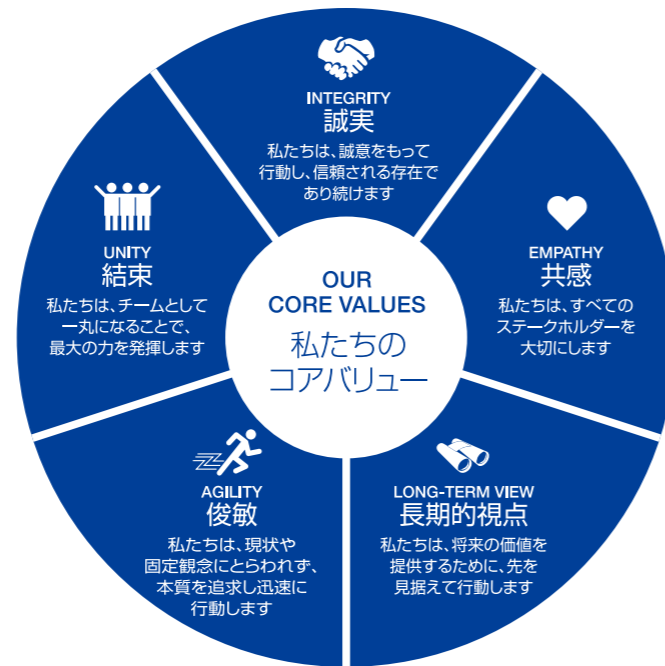 INTEGRITY
誠実
私たちは、誠意をもって
行動し、信頼される存在で
あり続けます
UNITY
結束
私たちは、チームとして
一丸になることで、
最大の力を発揮します
EMPATHY
共感
私たちは、すべての
ステークホルダーを
大切にします
OUR
CORE VALUES
私たちの
コアバリュー
AGILITY
俊敏
私たちは、現状や
固定観念にとらわれず、
本質を追求し迅速に
行動します
LONG-TERM VIEW
長期的視点
私たちは、将来の価値を
提供するために、先を
見据えて行動します